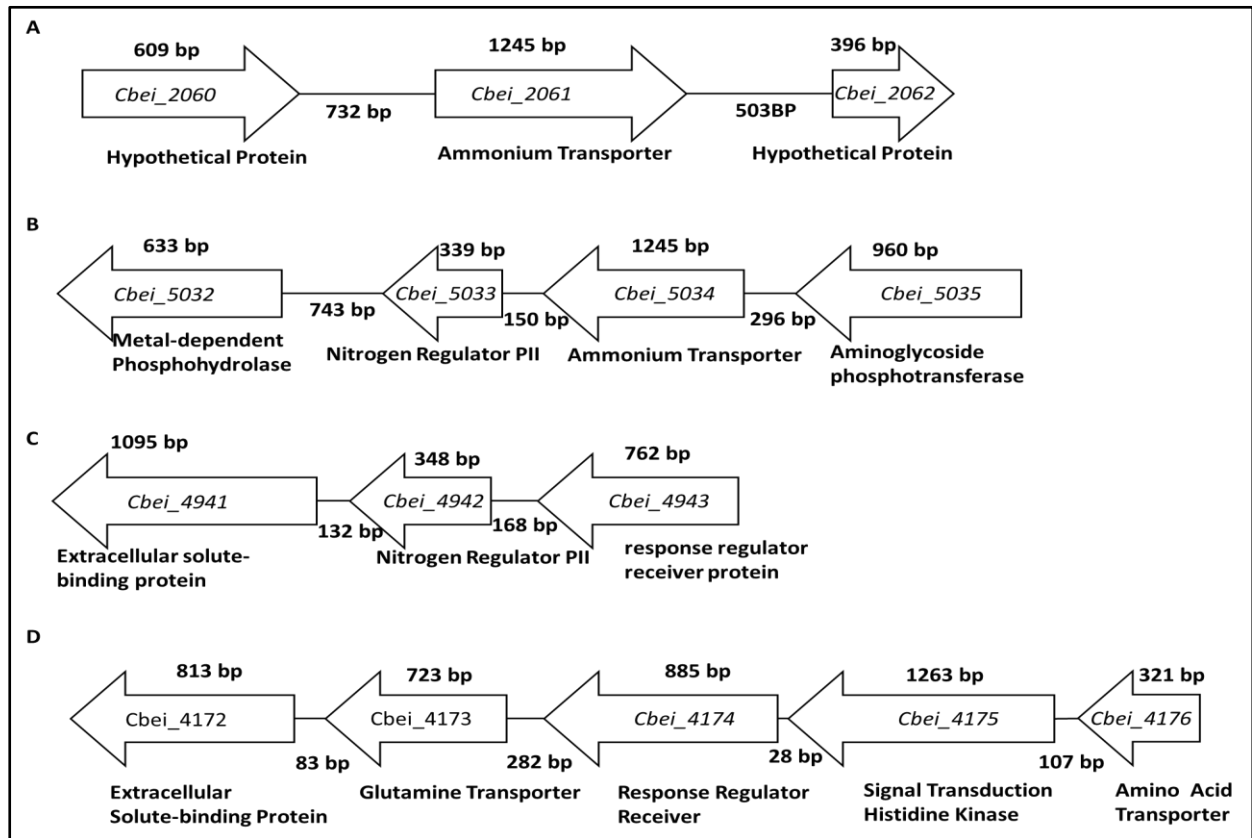 A
609 bp
1245 bp
396 bp
Cbei_2060
Cbei_2061
Cbei_2062
732 bp
503BP
Hypothetical Protein
Ammonium Transporter
Hypothetical Protein
B
633 bp
339 bp
1245 bp
960 bp
Cbei_5032
Cbei_5033
Cbei_5034
Cbei_5035
743 bp
150 bp
296 bp
Metal-dependent
Phosphohydrolase
Nitrogen Regulator PII
Ammonium Transporter
Aminoglycoside
phosphotransferase
C
1095 bp
348 bp
762 bp
Cbei_4941
Cbei_4942
Cbei_4943
132 bp
168 bp
Extracellular solute-
binding protein
Nitrogen Regulator PII
response regulator
receiver protein
D
813 bp
723 bp
885 bp
1263 bp
321 bp
Cbei_4172
Cbei_4173
Cbei_4174
Cbei_4175
Cbei_4176
83 bp
282 bp
28 bp
107 bp
Extracellular
Solute-binding Protein
Glutamine Transporter
Response Regulator
Receiver
Signal Transduction
Histidine Kinase
Amino Acid
Transporter